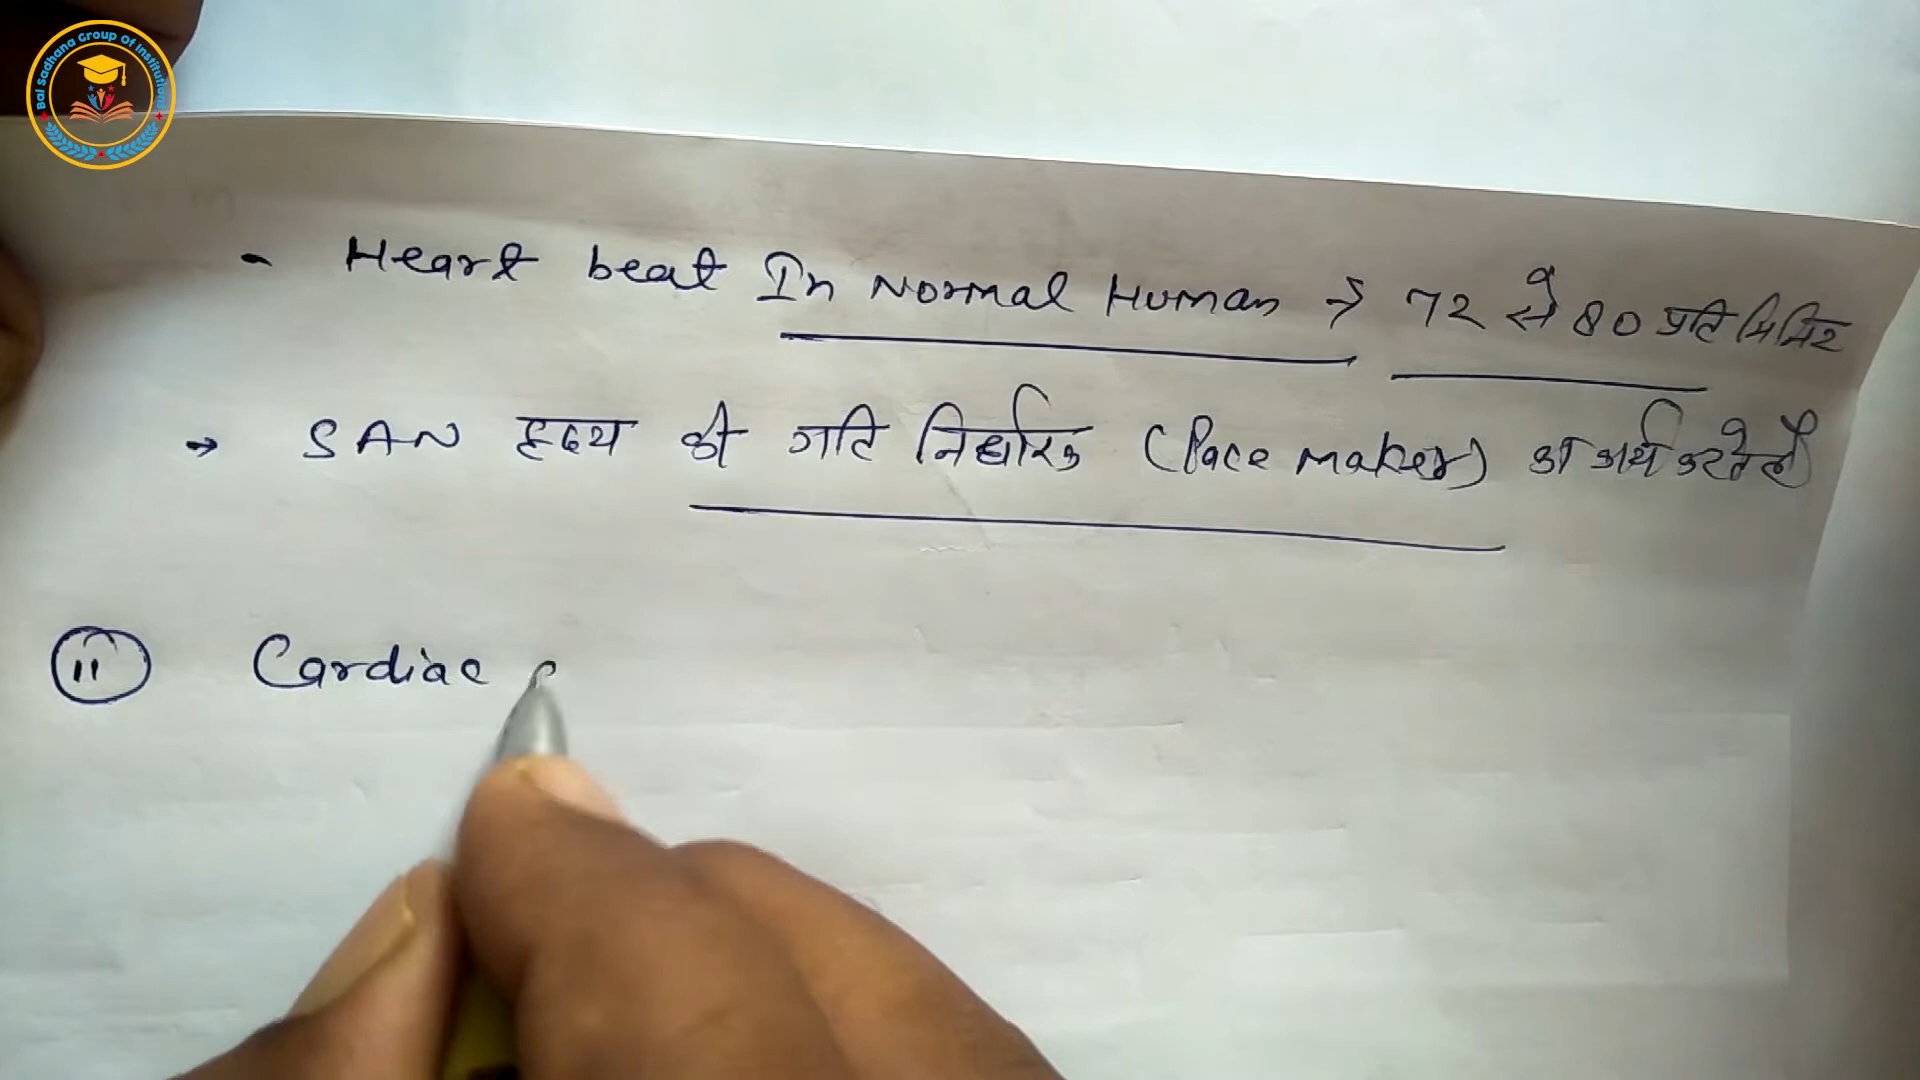 Bal Sadhana Group Of Institutions
- Heart beat In Normal Human → 72 से 80 प्रति मिनिट
→ SAN हृदय की गति निर्धारक (Pace maker) का कार्य करते है
(ii) Cardiac